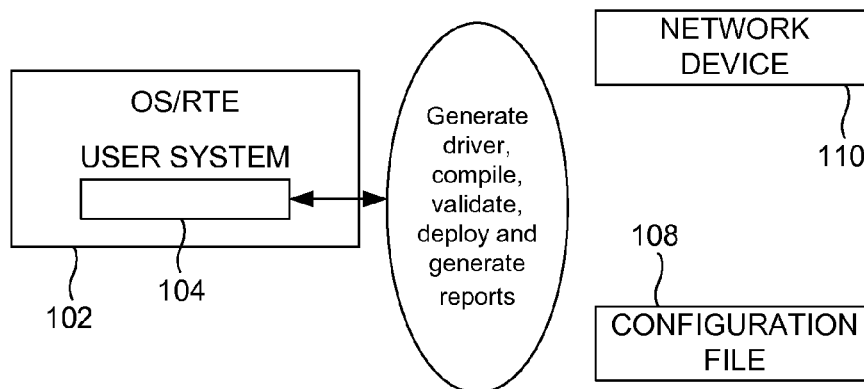 OS/RTE
USER SYSTEM
104
102
Generate
driver,
compile,
validate,
deploy and
generate
reports
NETWORK
DEVICE
110
108
CONFIGURATION
FILE